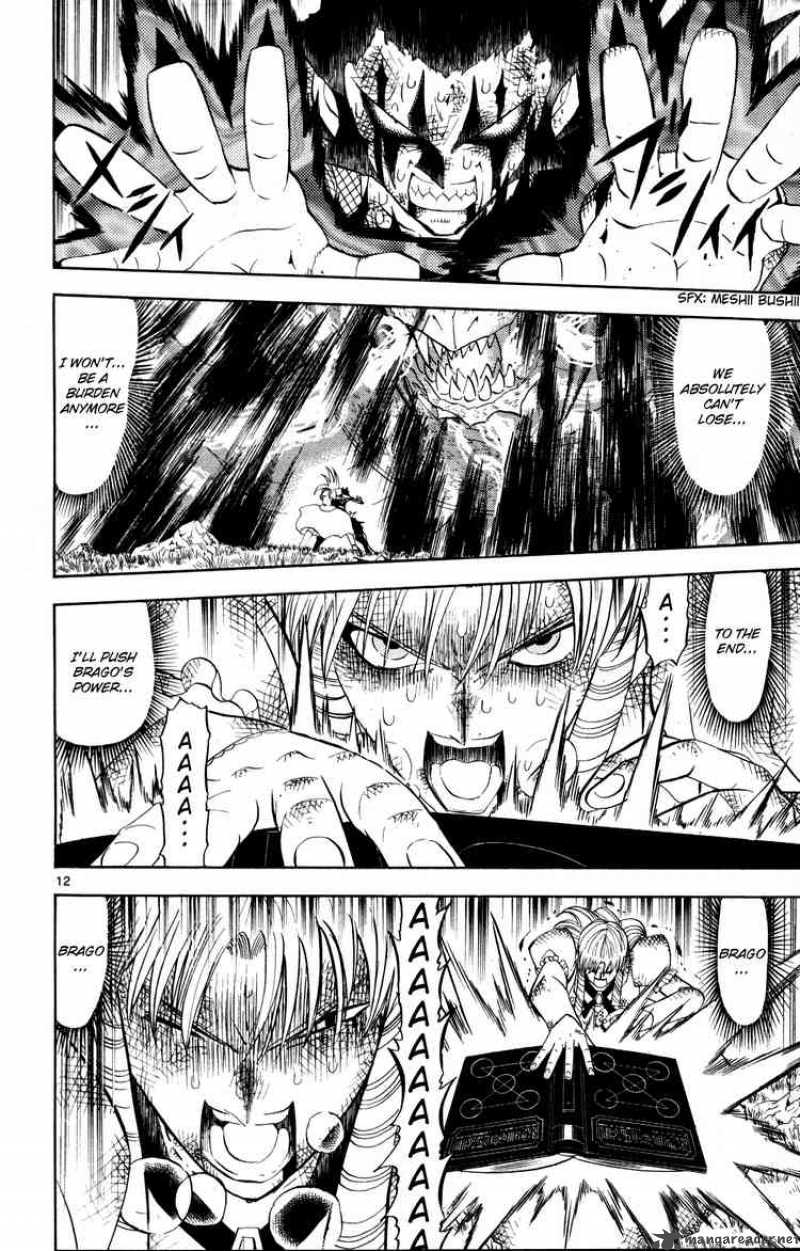 SFX: MESHII BUSHII
WE
ABSOLUTELY
CAN'T
LOSE...
I WON'T...
BE A
BURDEN
ANYMORE
...
A...
TO THE
END...
I'LL PUSH
BRAGO'S
POWER...
AAAA...
12
BRAGO
...
AAAAAAAAAAA
BRAGO
...
mangareader.net